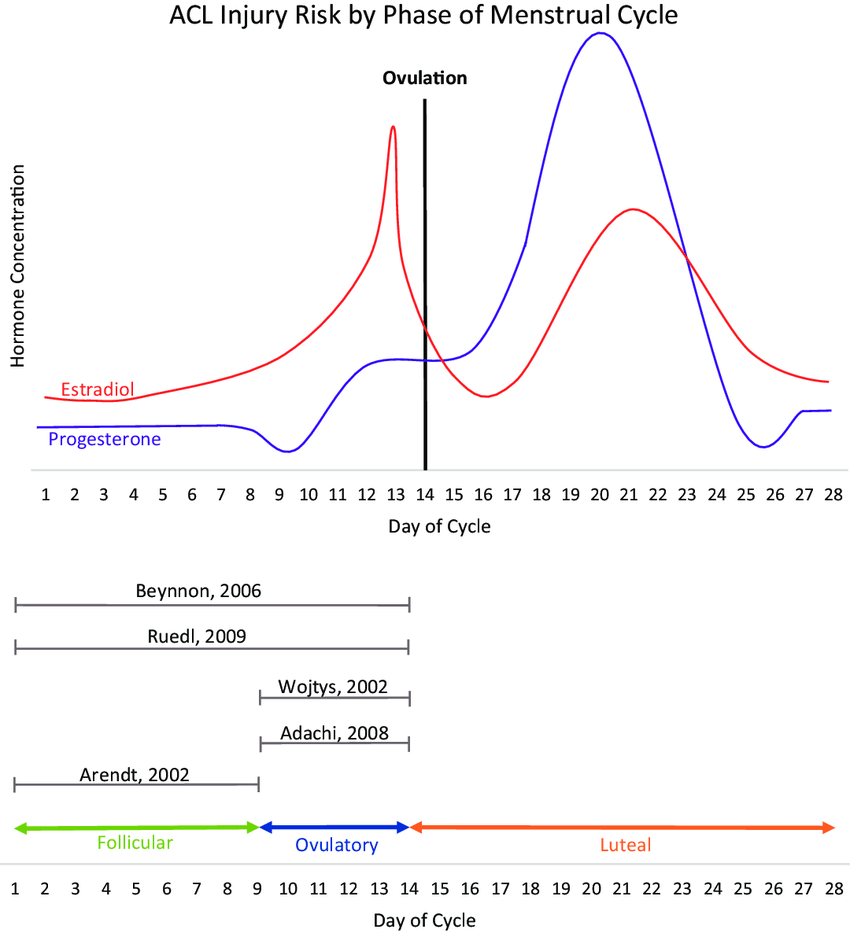 ACL Injury Risk by Phase of Menstrual Cycle
Ovulation
Hormone Concentration
Estradiol
Progesterone
1 2 3 4 5 6 7 8 9 10 11 12 13 14 15 16 17 18 19 20 21 22 23 24 25 26 27 28
Day of Cycle
Beynnon, 2006
Ruedl, 2009
Wojtys, 2002
Adachi, 2008
Arendt, 2002
Follicular Ovulatory Luteal
1 2 3 4 5 6 7 8 9 10 11 12 13 14 15 16 17 18 19 20 21 22 23 24 25 26 27 28
Day of Cycle